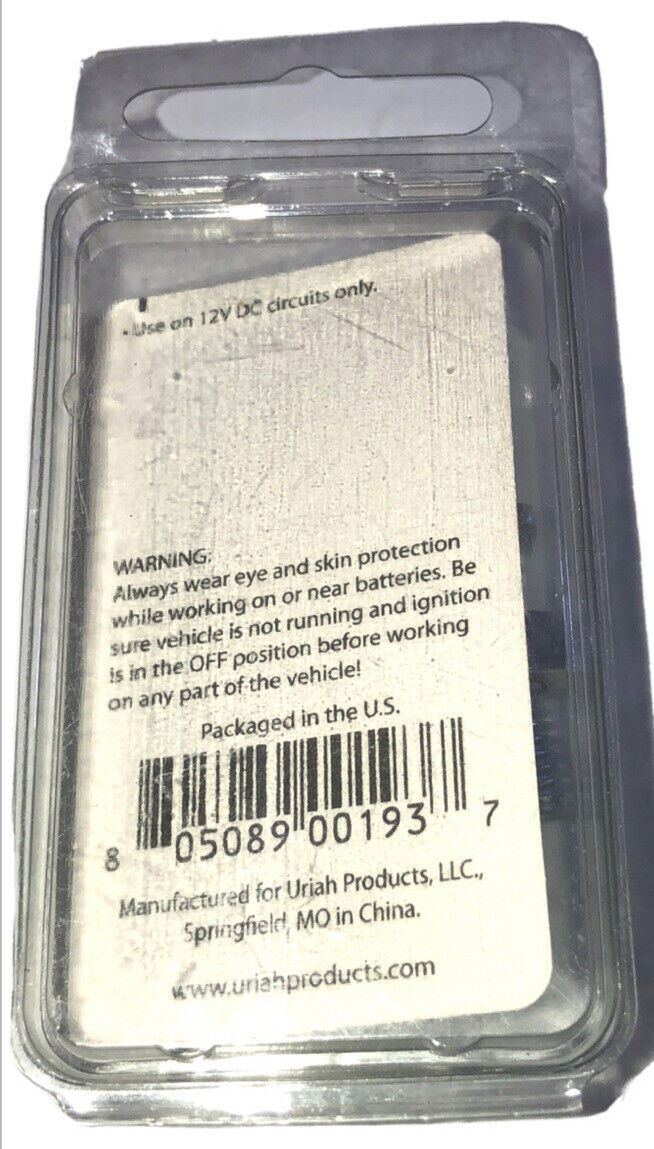 • Use on 12V DC circuits only.
WARNING:
Always wear eye and skin protection
while working on or near batteries. Be
sure vehicle is not running and ignition
is in the OFF position before working
on any part of the vehicle!
Packaged in the U.S.
8 05089 00193 7
Manufactured for Uriah Products, LLC.,
Springfield, MO in China.
www.uriahproducts.com